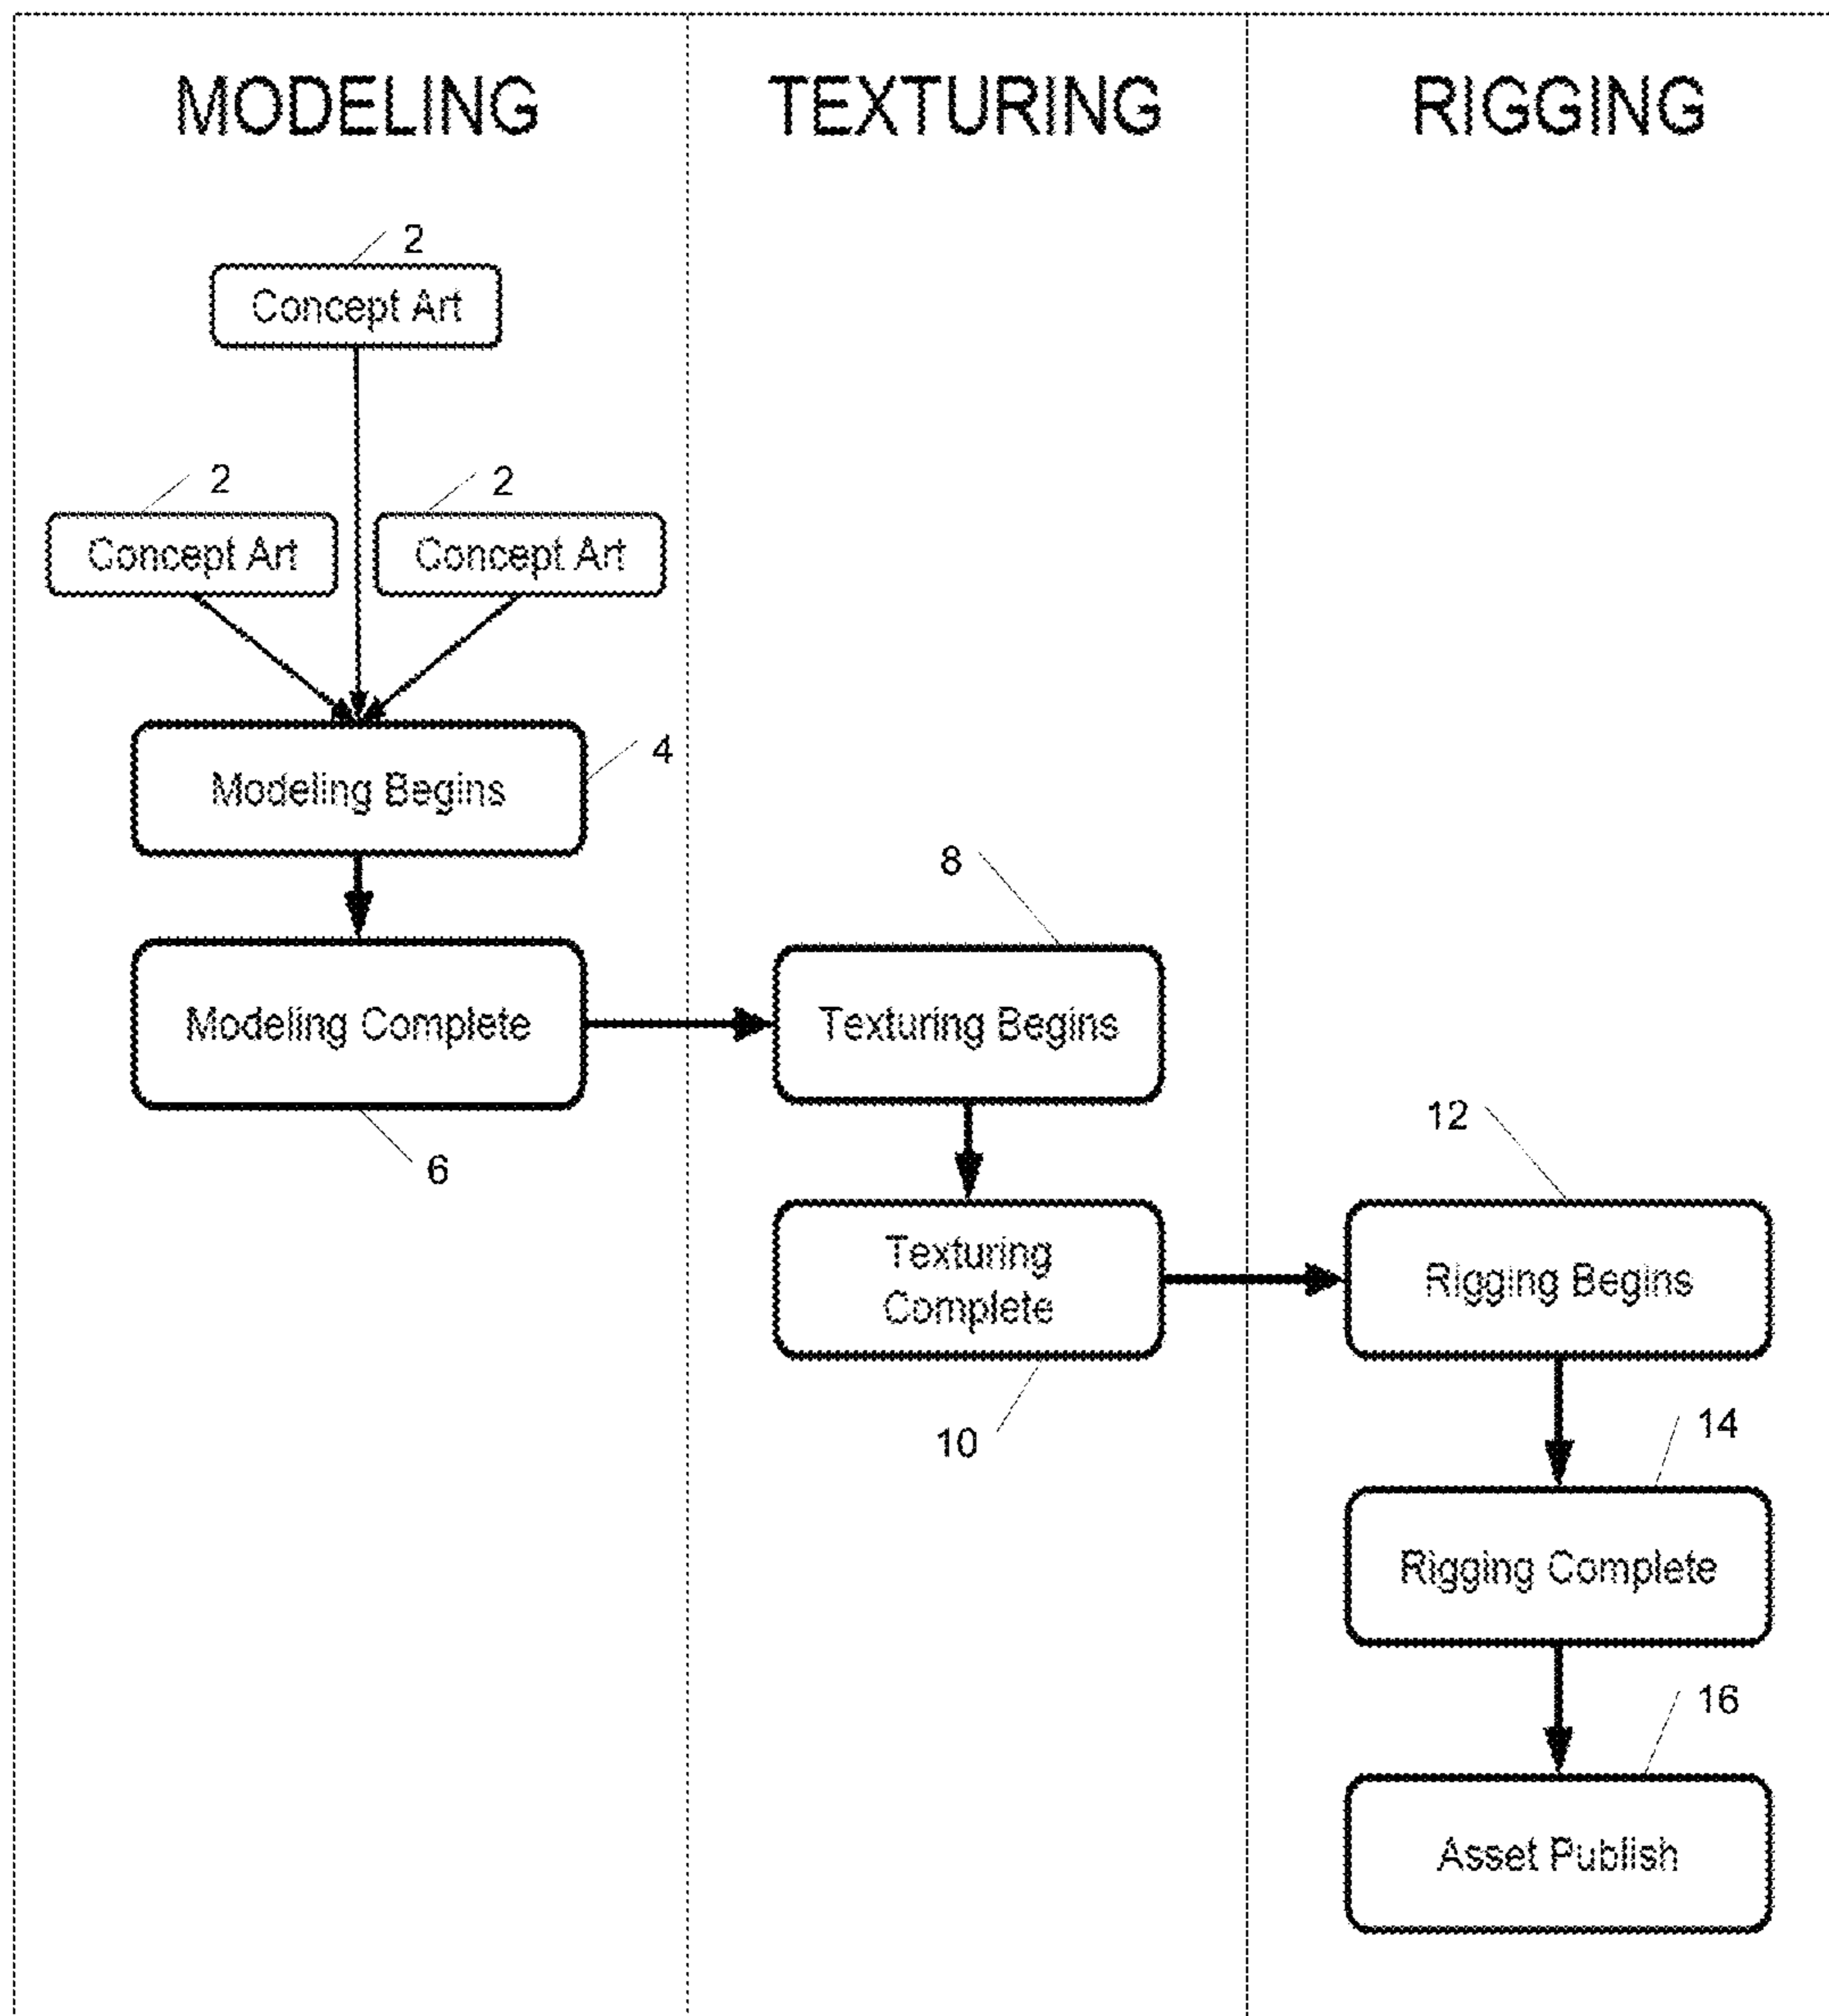 MODELING
TEXTURING
RIGGING
2
Concept Art
2
2
Concept Art
Concept Art
4
Modeling Begins
8
Modeling Complete
Texturing Begins
6
12
Texturing
Complete
Rigging Begins
10
14
Rigging Complete
16
Asset Publish